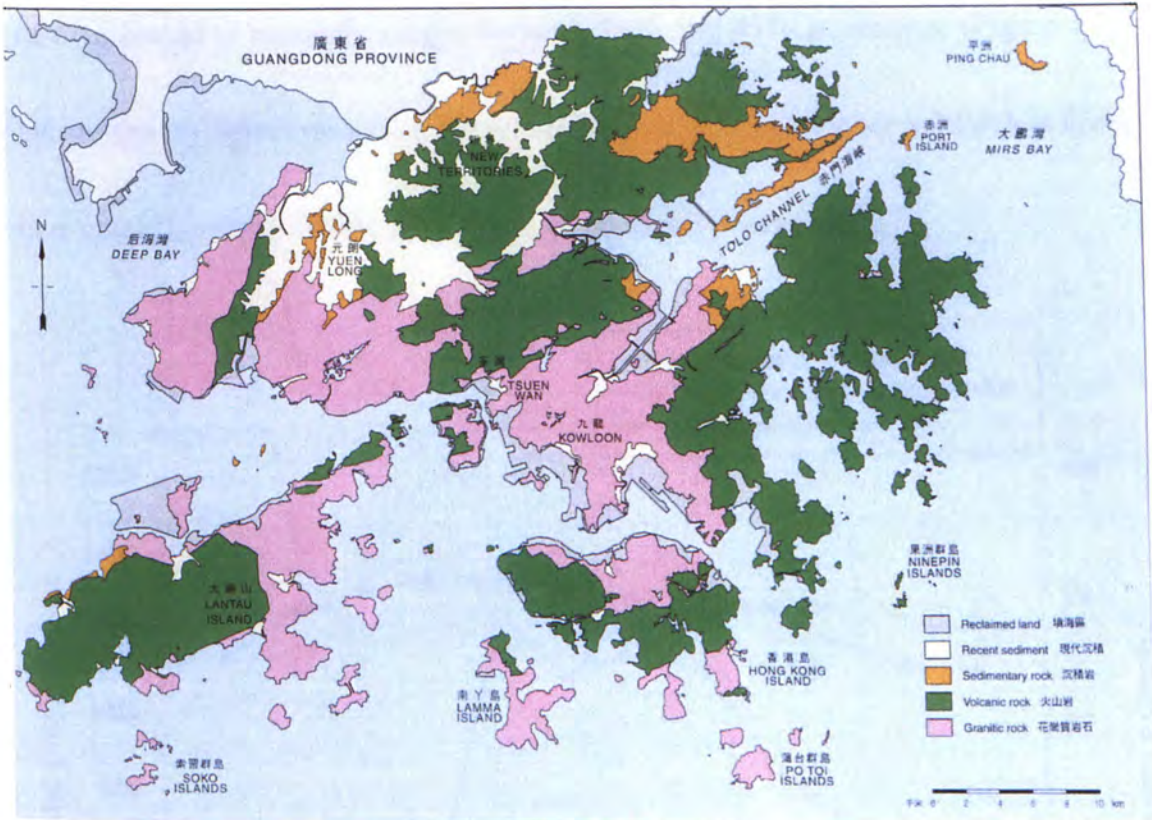 廣東省
GUANGDONG PROVINCE
平洲
PING CHAU
赤洲
PORT
ISLAND
大鵬灣
MIRS BAY
NEW
TERRITORIES
TOLO CHANNEL 赤門海峽
N
后海灣
DEEP BAY
元朗
YUEN
LONG
荃灣
TSUEN
WAN
九龍
KOWLOON
果洲群島
NINEPIN
ISLANDS
大嶼山
LANTAU
ISLAND
香港島
HONG KONG
ISLAND
南丫島
LAMMA
ISLAND
索罟群島
SOKO
ISLANDS
蒲台群島
PO TOI
ISLANDS
Reclaimed land 填海區
Recent sediment 現代沉積
Sedimentary rock 沉積岩
Volcanic rock 火山岩
Granitic rock 花崗質岩石
千米 0 2 4 6 8 10 km